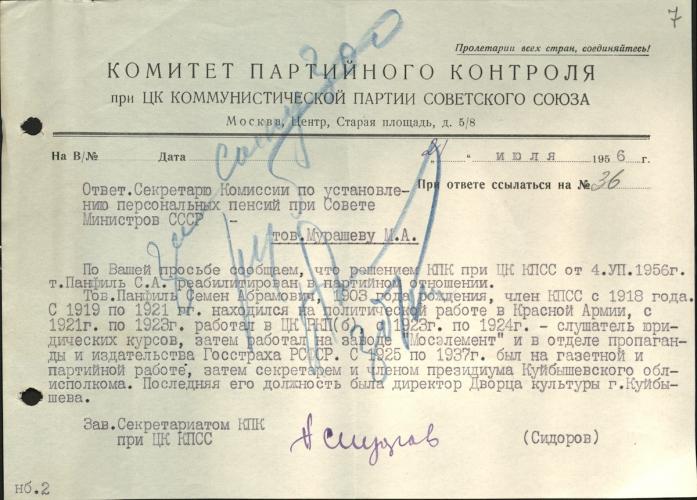 7
Пролетарии всех стран, соединяйтесь!
КОМИТЕТ ПАРТИЙНОГО КОНТРОЛЯ
при ЦК КОММУНИСТИЧЕСКОЙ ПАРТИИ СОВЕТСКОГО СОЮЗА
Москва, Центр, Старая площадь, д. 5/8
На В/№ Дата " " июля 1956 г.
При ответе ссылаться на № 36
Ответ.Секретарю Комиссии по установле-
нию персональных пенсий при Совете
Министров СССР -
тов.Мурашеву М.А.
По Вашей просьбе сообщаем, что решением КПК при ЦК КПСС от 4.УП.1956г.
т.Панфиль С.А. реабилитирован в партийном отношении.
Тов.Панфиль Семен Абрамович, 1903 года рождения, член КПСС с 1918 года.
С 1919 по 1921 гг. находился на политической работе в Красной Армии, с
1921г. по 1923г. работал в ЦК РКП(б), с 1923г. по 1924г. - слушатель юри-
дических курсов, затем работал на заводе "Мосэлемент" и в отделе пропаган-
ды и издательства Госстраха РСФСР. С 1925 по 1937г. был на газетной и
партийной работе, затем секретарем и членом президиума Куйбышевского обл-
исполкома. Последняя его должность была директор Дворца культуры г.Куйбы-
шева.
Зав.Секретариатом КПК
при ЦК КПСС
(Сидоров)
нб.2